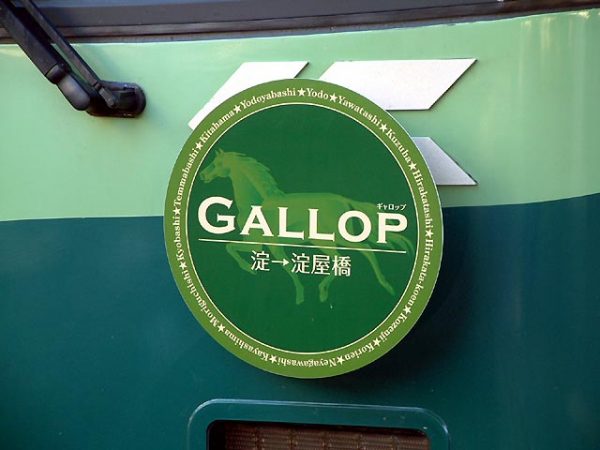 Yodo★Yawatashi★Kuzuha★Hirakatashi★Hirakata-koen★Kozenji★Korien★Neyagawashi★Kayashima★Moriguchishi★Kyobashi★Temmabashi★Kitahama★Yodoyabashi★
ギャロップ
GALLOP
淀→淀屋橋